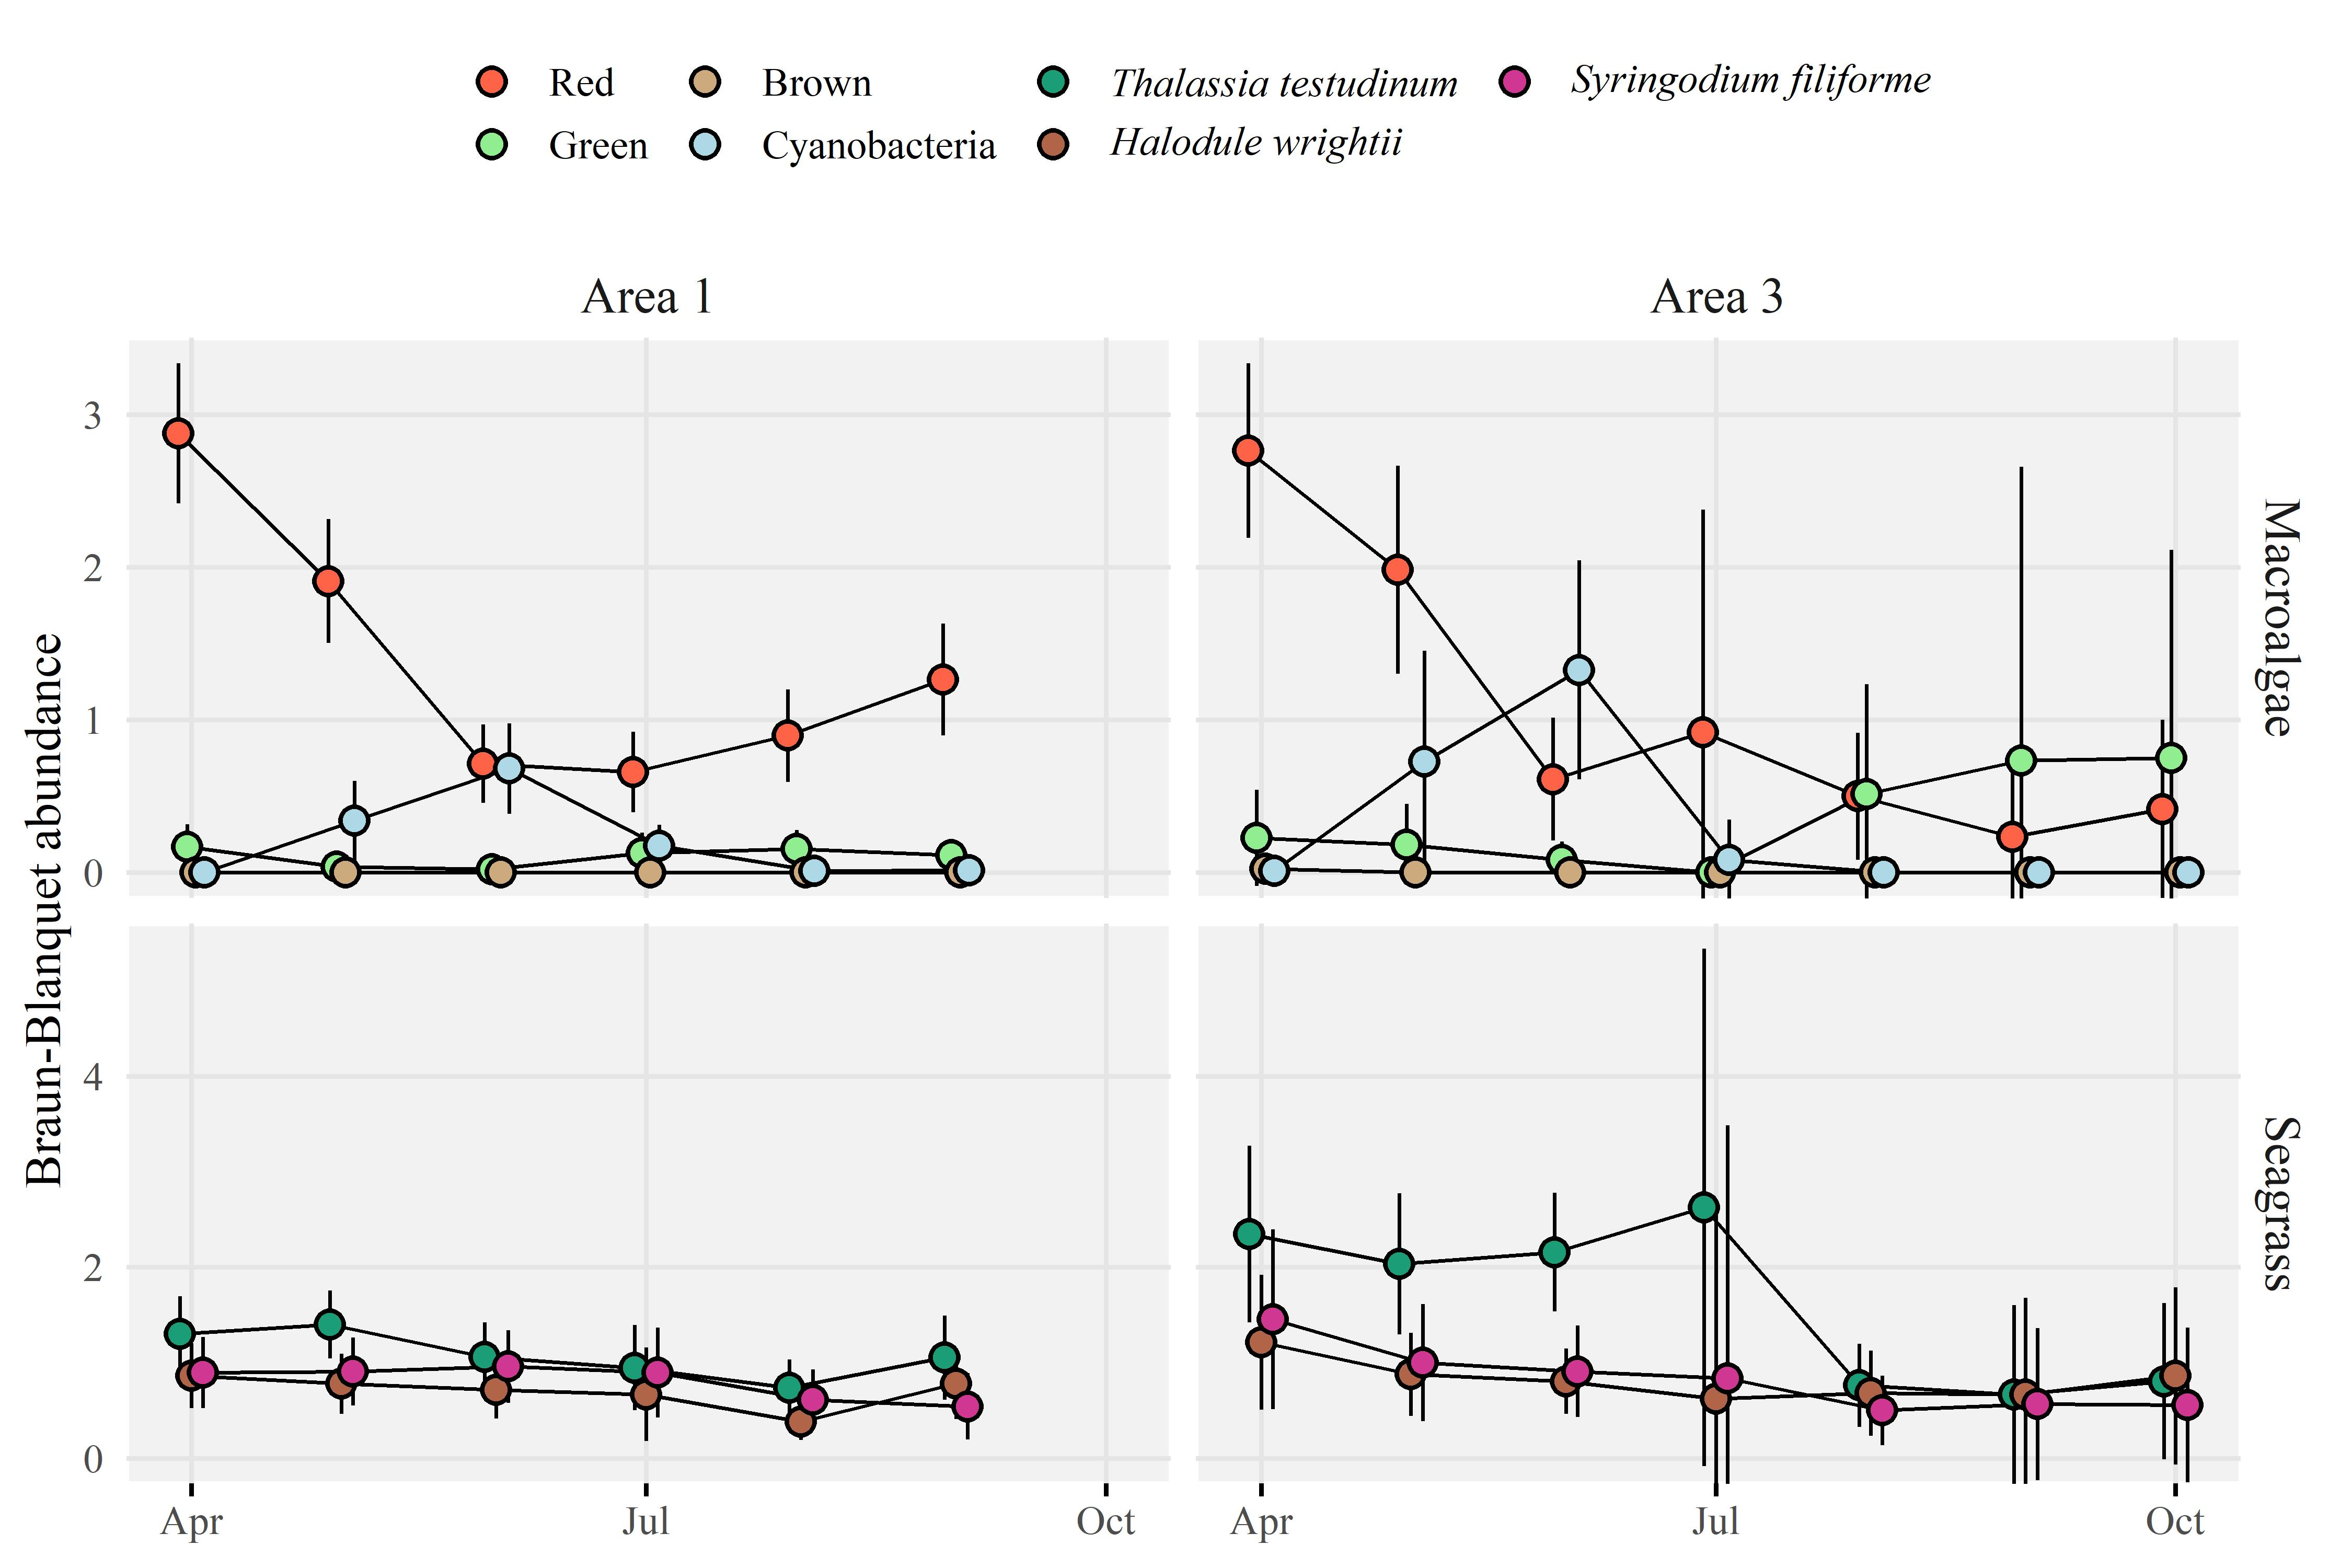 Red
Brown
Thalassia testudinum
Syringodium filiforme
Green
Cyanobacteria
Halodule wrightii
Area 1
Area 3
Braun-Blanquet abundance
3
2
1
0
Macroalgae
4
2
0
Seagrass
Apr
Jul
Oct
Apr
Jul
Oct